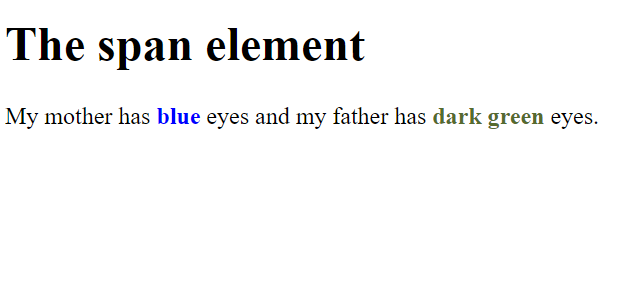 The span element
My mother has blue eyes and my father has dark green eyes.